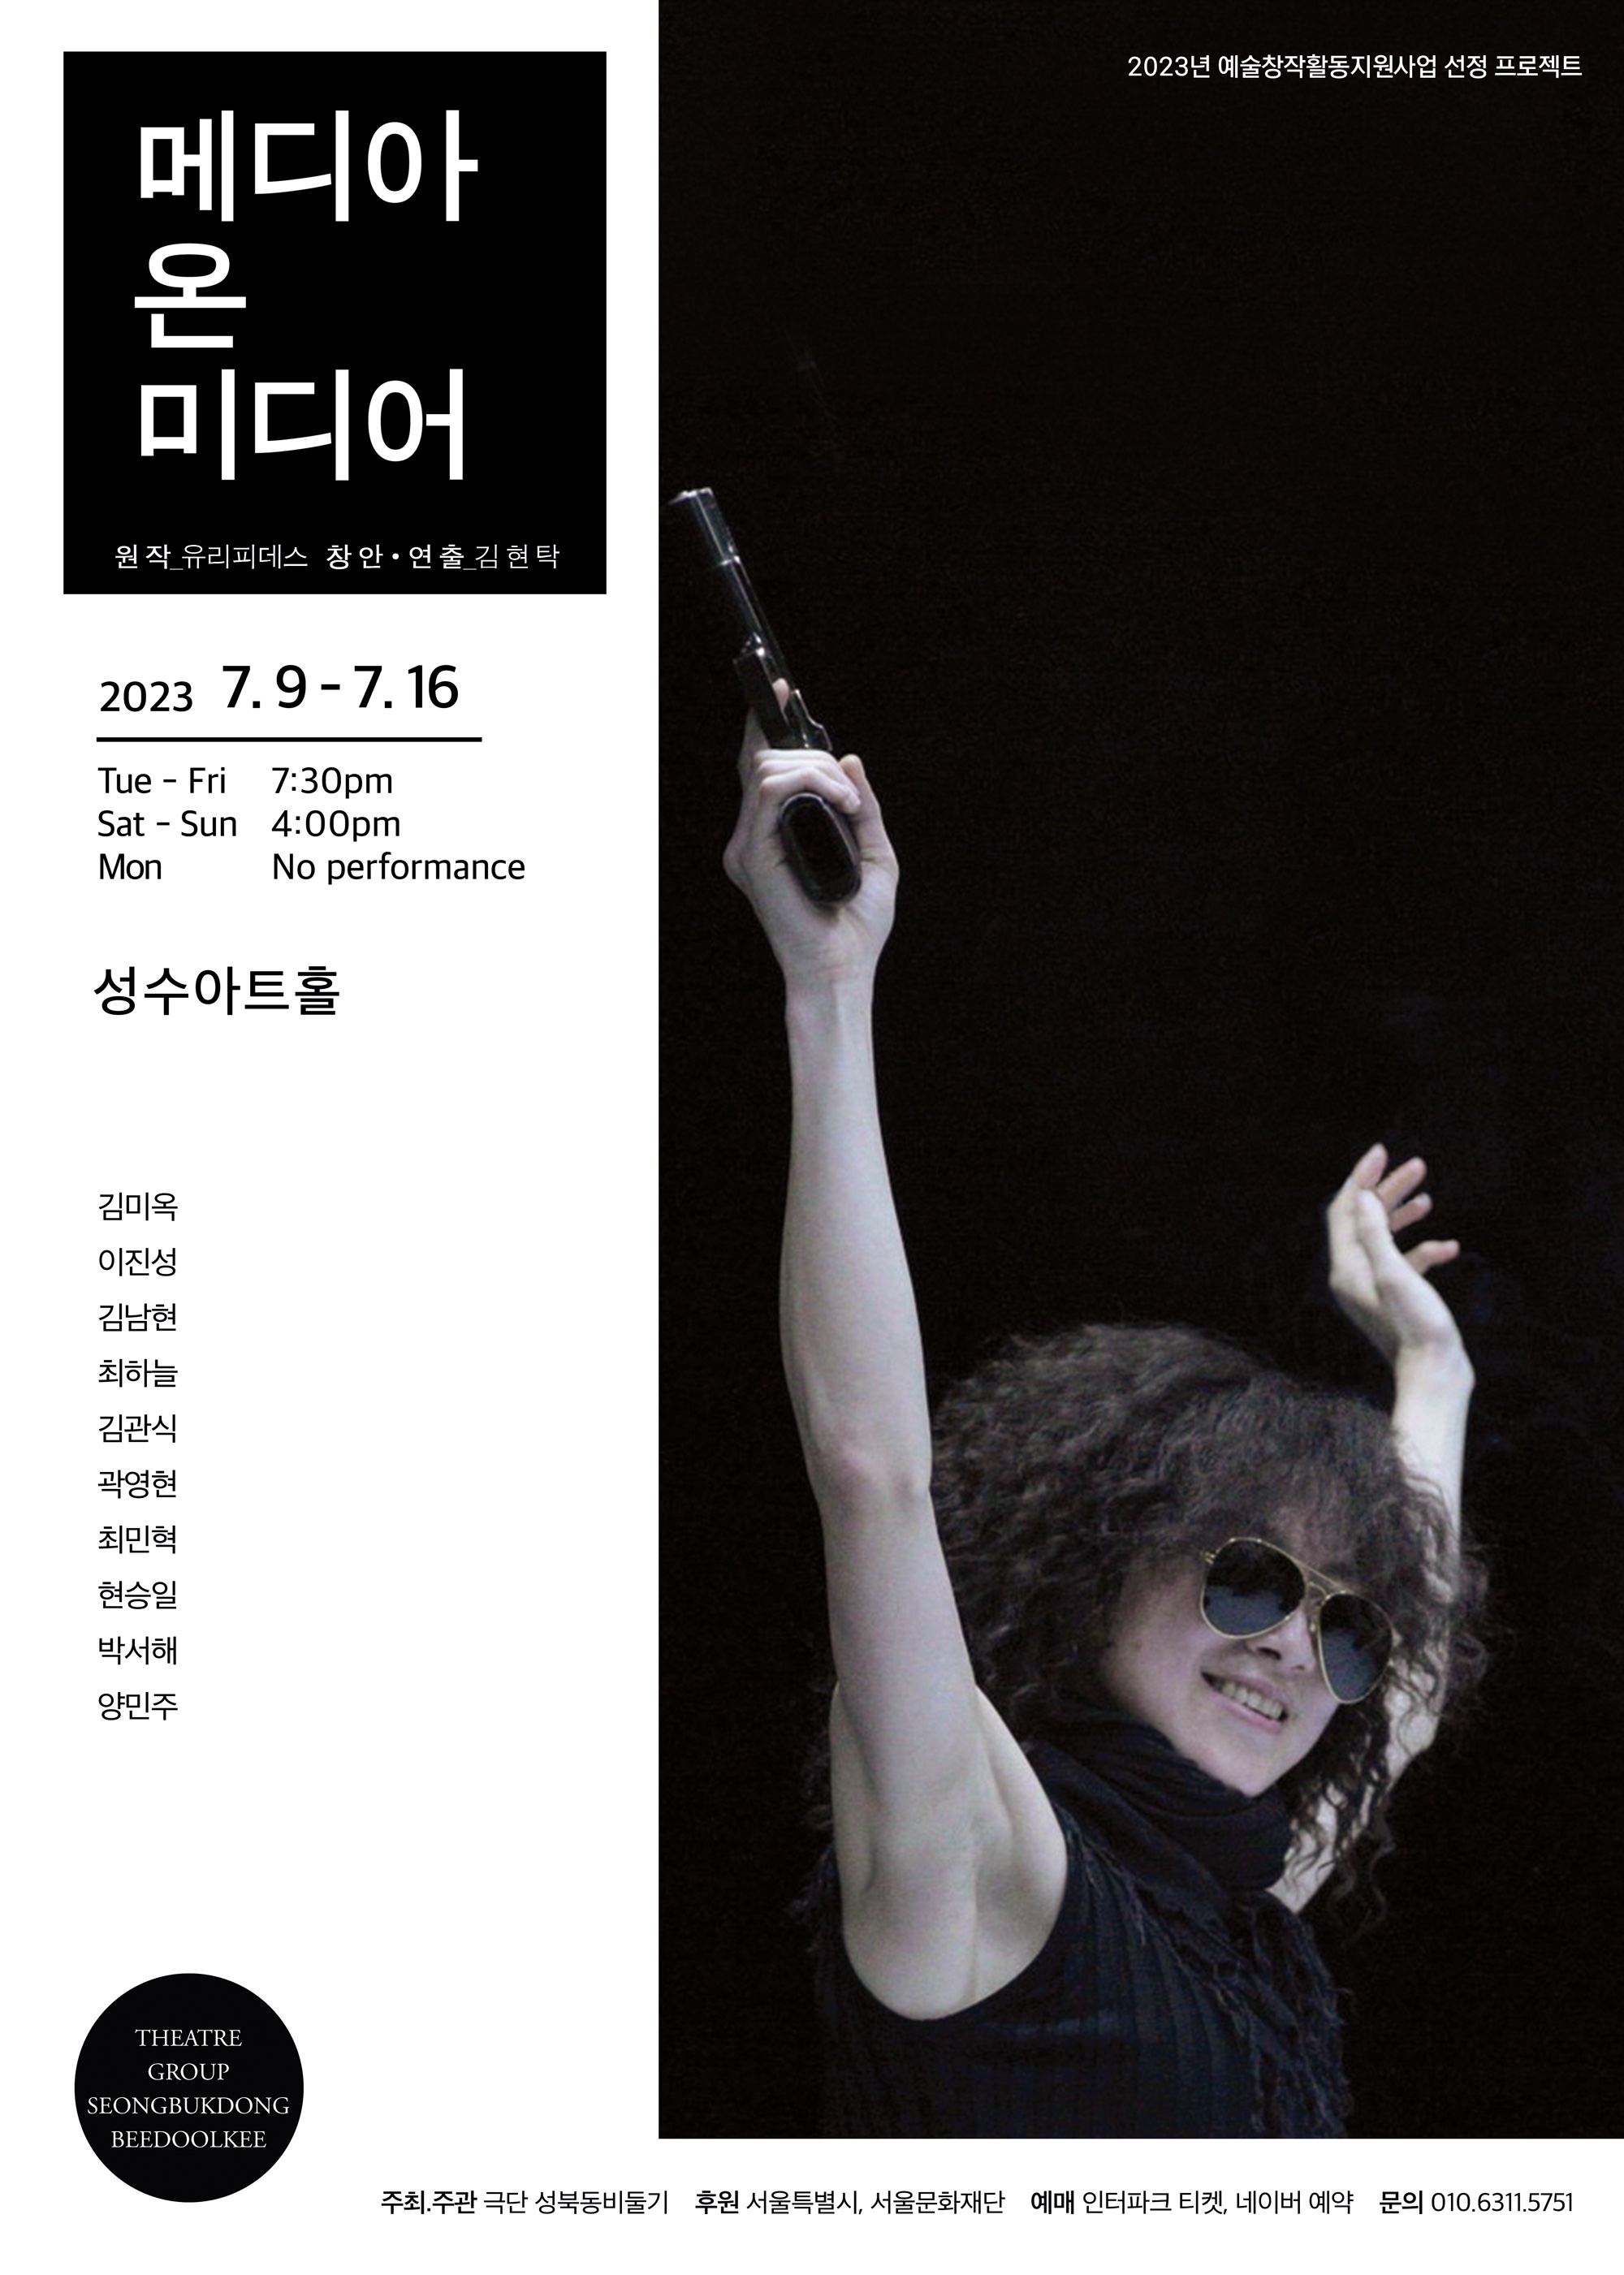 2023년 예술창작활동지원사업 선정 프로젝트
메디아
온
미디어
원작_유리피데스 창안•연출_김현탁
2023 7. 9 - 7. 16
Tue - Fri 7:30pm
Sat - Sun 4:00pm
Mon No performance
성수아트홀
김미옥
이진성
김남현
최하늘
김관식
곽영현
최민혁
현승일
박서해
양민주
THEATRE
GROUP
SEONGBUKDONG
BEEDOOLKEE
주최.주관 극단 성북동비둘기 후원 서울특별시, 서울문화재단 예매 인터파크 티켓, 네이버 예약 문의 010.6311.5751